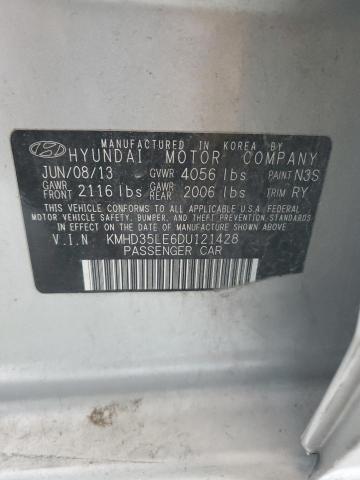 MANUFACTURED IN KOREA BY
HYUNDAI MOTOR COMPANY
JUN/08/13 GVWR 4056 lbs PAINT N3S
GAWR FRONT 2116 lbs GAWR REAR 2006 lbs TRIM RY
THIS VEHICLE CONFORMS TO ALL APPLICABLE U.S. FEDERAL
MOTOR VEHICLE SAFETY, BUMPER, AND THEFT PREVENTION
STANDARDS IN EFFECT ON THE DATE OF MANUFACTURE SHOWN ABOVE.
V.I.N KMHD35LE6DU121428
PASSENGER CAR